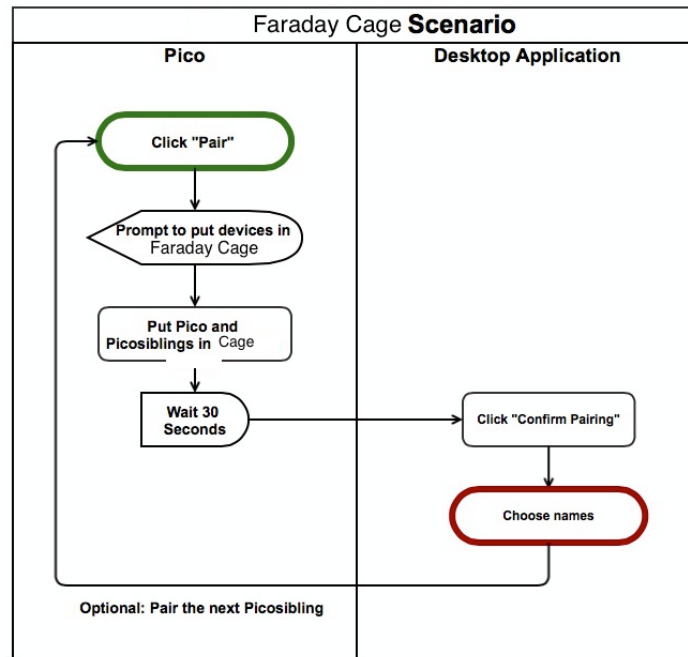 Faraday Cage Scenario
Pico
Desktop Application
Click "Pair"
Prompt to put devices in
Faraday Cage
Put Pico and
Picosiblings in Cage
Wait 30
Seconds
Click "Confirm Pairing"
Choose names
Optional: Pair the next Picosibling